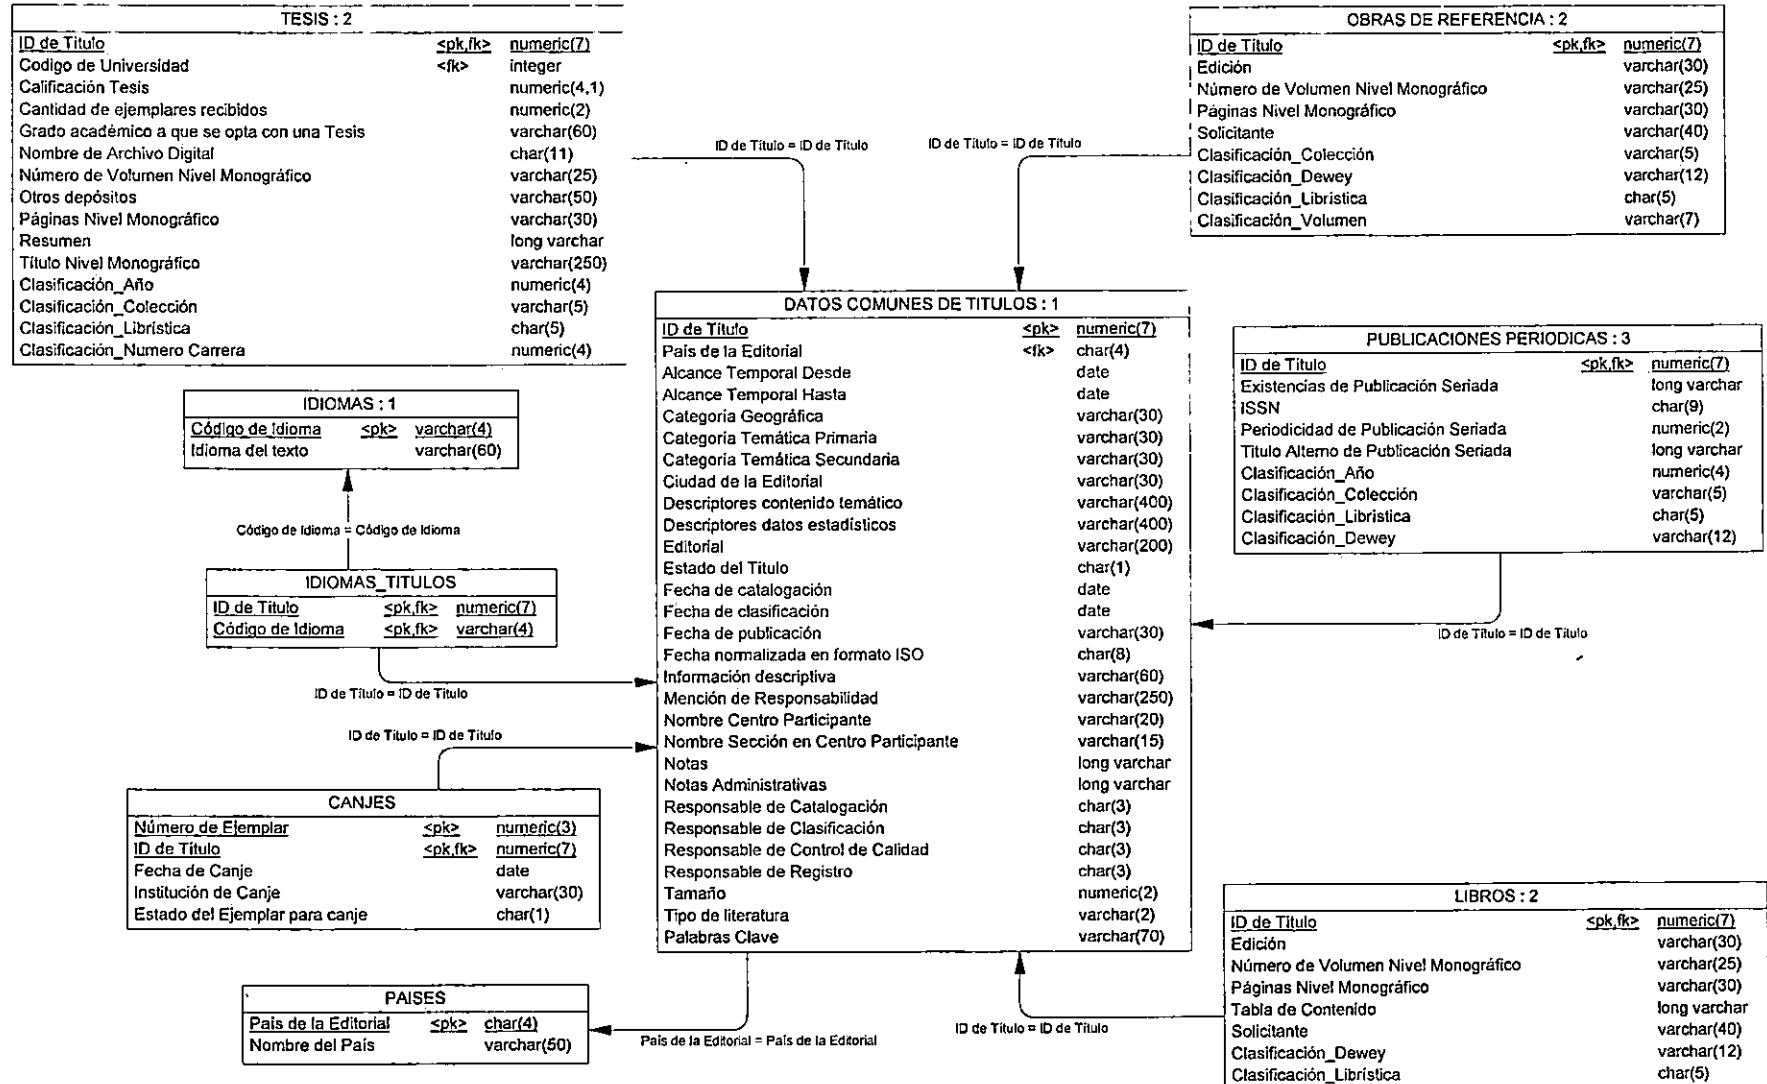 TESIS : 2
ID de Título <pk,fk> numeric(7)
Codigo de Universidad <fk> integer
Calificación Tesis numeric(4,1)
Cantidad de ejemplares recibidos numeric(2)
Grado académico a que se opta con una Tesis varchar(60)
Nombre de Archivo Digital char(11)
Número de Volumen Nivel Monográfico varchar(25)
Otros depósitos varchar(50)
Páginas Nivel Monográfico varchar(30)
Resumen long varchar
Título Nivel Monográfico varchar(250)
Clasificación_Año numeric(4)
Clasificación_Colección varchar(5)
Clasificación_Librística char(5)
Clasificación_Numero Carrera numeric(4)
OBRAS DE REFERENCIA : 2
ID de Título <pk,fk> numeric(7)
Edición varchar(30)
Número de Volumen Nivel Monográfico varchar(25)
Páginas Nivel Monográfico varchar(30)
Solicitante varchar(40)
Clasificación_Colección varchar(5)
Clasificación_Dewey varchar(12)
Clasificación_Librística char(5)
Clasificación_Volumen varchar(7)
ID de Título = ID de Título
ID de Título = ID de Título
DATOS COMUNES DE TITULOS : 1
ID de Título <pk> numeric(7)
País de la Editorial <fk> char(4)
Alcance Temporal Desde date
Alcance Temporal Hasta date
Categoría Geográfica varchar(30)
Categoría Temática Primaria varchar(30)
Categoría Temática Secundaria varchar(30)
Ciudad de la Editorial varchar(30)
Descriptores contenido temático varchar(400)
Descriptores datos estadísticos varchar(400)
Editorial varchar(200)
Estado del Título char(1)
Fecha de catalogación date
Fecha de clasificación date
Fecha de publicación varchar(30)
Fecha normalizada en formato ISO char(8)
Información descriptiva varchar(60)
Mención de Responsabilidad varchar(250)
Nombre Centro Participante varchar(20)
Nombre Sección en Centro Participante varchar(15)
Notas long varchar
Notas Administrativas long varchar
Responsable de Catalogación char(3)
Responsable de Clasificación char(3)
Responsable de Control de Calidad char(3)
Responsable de Registro char(3)
Tamaño numeric(2)
Tipo de literatura varchar(2)
Palabras Clave varchar(70)
PUBLICACIONES PERIODICAS : 3
ID de Título <pk,fk> numeric(7)
Existencias de Publicación Seriada long varchar
ISSN char(9)
Periodicidad de Publicación Seriada numeric(2)
Titulo Alterno de Publicación Seriada long varchar
Clasificación_Año numeric(4)
Clasificación_Colección varchar(5)
Clasificación_Librística char(5)
Clasificación_Dewey varchar(12)
ID de Título = ID de Título
IDIOMAS : 1
Código de Idioma <pk> varchar(4)
Idioma del texto varchar(60)
Código de Idioma = Código de Idioma
IDIOMAS_TITULOS
ID de Título <pk,fk> numeric(7)
Código de Idioma <pk,fk> varchar(4)
ID de Título = ID de Título
ID de Título = ID de Título
CANJES
Número de Ejemplar <pk> numeric(3)
ID de Título <pk,fk> numeric(7)
Fecha de Canje date
Institución de Canje varchar(30)
Estado del Ejemplar para canje char(1)
PAISES
País de la Editorial <pk> char(4)
Nombre del País varchar(50)
País de la Editorial = País de la Editorial
ID de Título = ID de Título
LIBROS : 2
ID de Título <pk,fk> numeric(7)
Edición varchar(30)
Número de Volumen Nivel Monográfico varchar(25)
Páginas Nivel Monográfico varchar(30)
Tabla de Contenido long varchar
Solicitante varchar(40)
Clasificación_Dewey varchar(12)
Clasificación_Librística char(5)